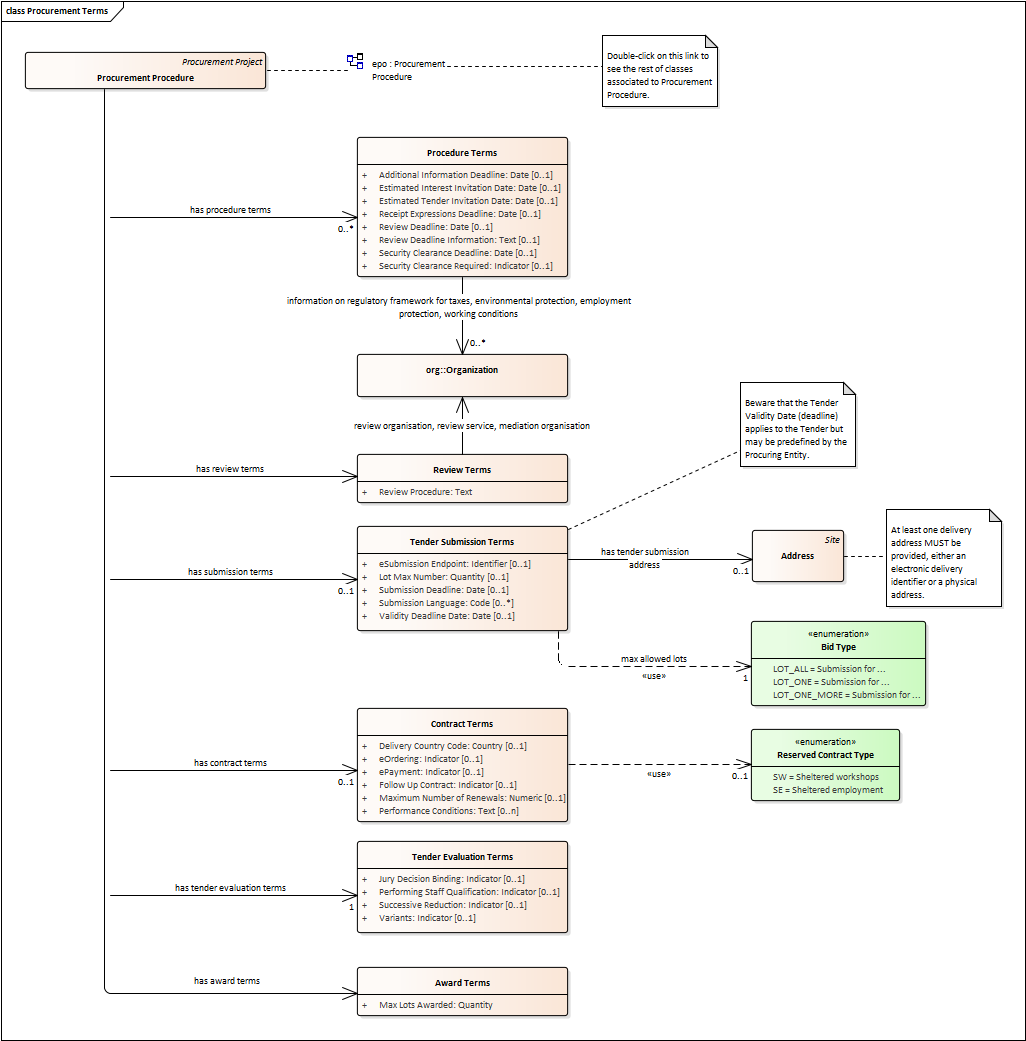 class Procurement Terms
Procurement Project
Procurement Procedure
epo : Procurement
Procedure
Double-click on this link to
see the rest of classes
associated to Procurement
Procedure.
Procedure Terms
+ Additional Information Deadline: Date [0..1]
+ Estimated Interest Invitation Date: Date [0..1]
+ Estimated Tender Invitation Date: Date [0..1]
+ Receipt Expressions Deadline: Date [0..1]
+ Review Deadline: Date [0..1]
+ Review Deadline Information: Text [0..1]
+ Security Clearance Deadline: Date [0..1]
+ Security Clearance Required: Indicator [0..1]
has procedure terms
0..*
information on regulatory framework for taxes, environmental protection, employment
protection, working conditions
0..*
org::Organization
review organisation, review service, mediation organisation
has review terms
Review Terms
+ Review Procedure: Text
Beware that the Tender
Validity Date (deadline)
applies to the Tender but
may be predefined by the
Procuring Entity.
has submission terms
0..1
Tender Submission Terms
+ eSubmission Endpoint: Identifier [0..1]
+ Lot Max Number: Quantity [0..1]
+ Submission Deadline: Date [0..1]
+ Submission Language: Code [0..*]
+ Validity Deadline Date: Date [0..1]
has tender submission
address
0..1
Site
Address
At least one delivery
address MUST be
provided, either an
electronic delivery
identifier or a physical
address.
max allowed lots
«use»
1
«enumeration»
Bid Type
LOT_ALL = Submission for ...
LOT_ONE = Submission for ...
LOT_ONE_MORE = Submission for ...
has contract terms
0..1
Contract Terms
+ Delivery Country Code: Country [0..1]
+ eOrdering: Indicator [0..1]
+ ePayment: Indicator [0..1]
+ Follow Up Contract: Indicator [0..1]
+ Maximum Number of Renewals: Numeric [0..1]
+ Performance Conditions: Text [0..n]
«use»
0..1
«enumeration»
Reserved Contract Type
SW = Sheltered workshops
SE = Sheltered employment
has tender evaluation terms
1
Tender Evaluation Terms
+ Jury Decision Binding: Indicator [0..1]
+ Performing Staff Qualification: Indicator [0..1]
+ Successive Reduction: Indicator [0..1]
+ Variants: Indicator [0..1]
has award terms
Award Terms
+ Max Lots Awarded: Quantity